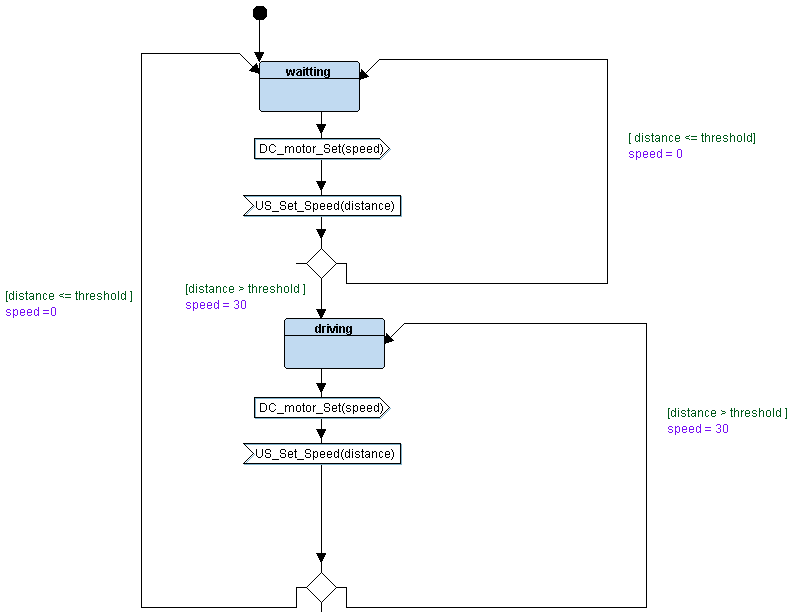 waitting
DC_motor_Set(speed)
[ distance <= threshold]
speed = 0
US_Set_Speed(distance)
[distance > threshold ]
speed = 30
[distance <= threshold ]
speed =0
driving
DC_motor_Set(speed)
[distance > threshold ]
speed = 30
US_Set_Speed(distance)